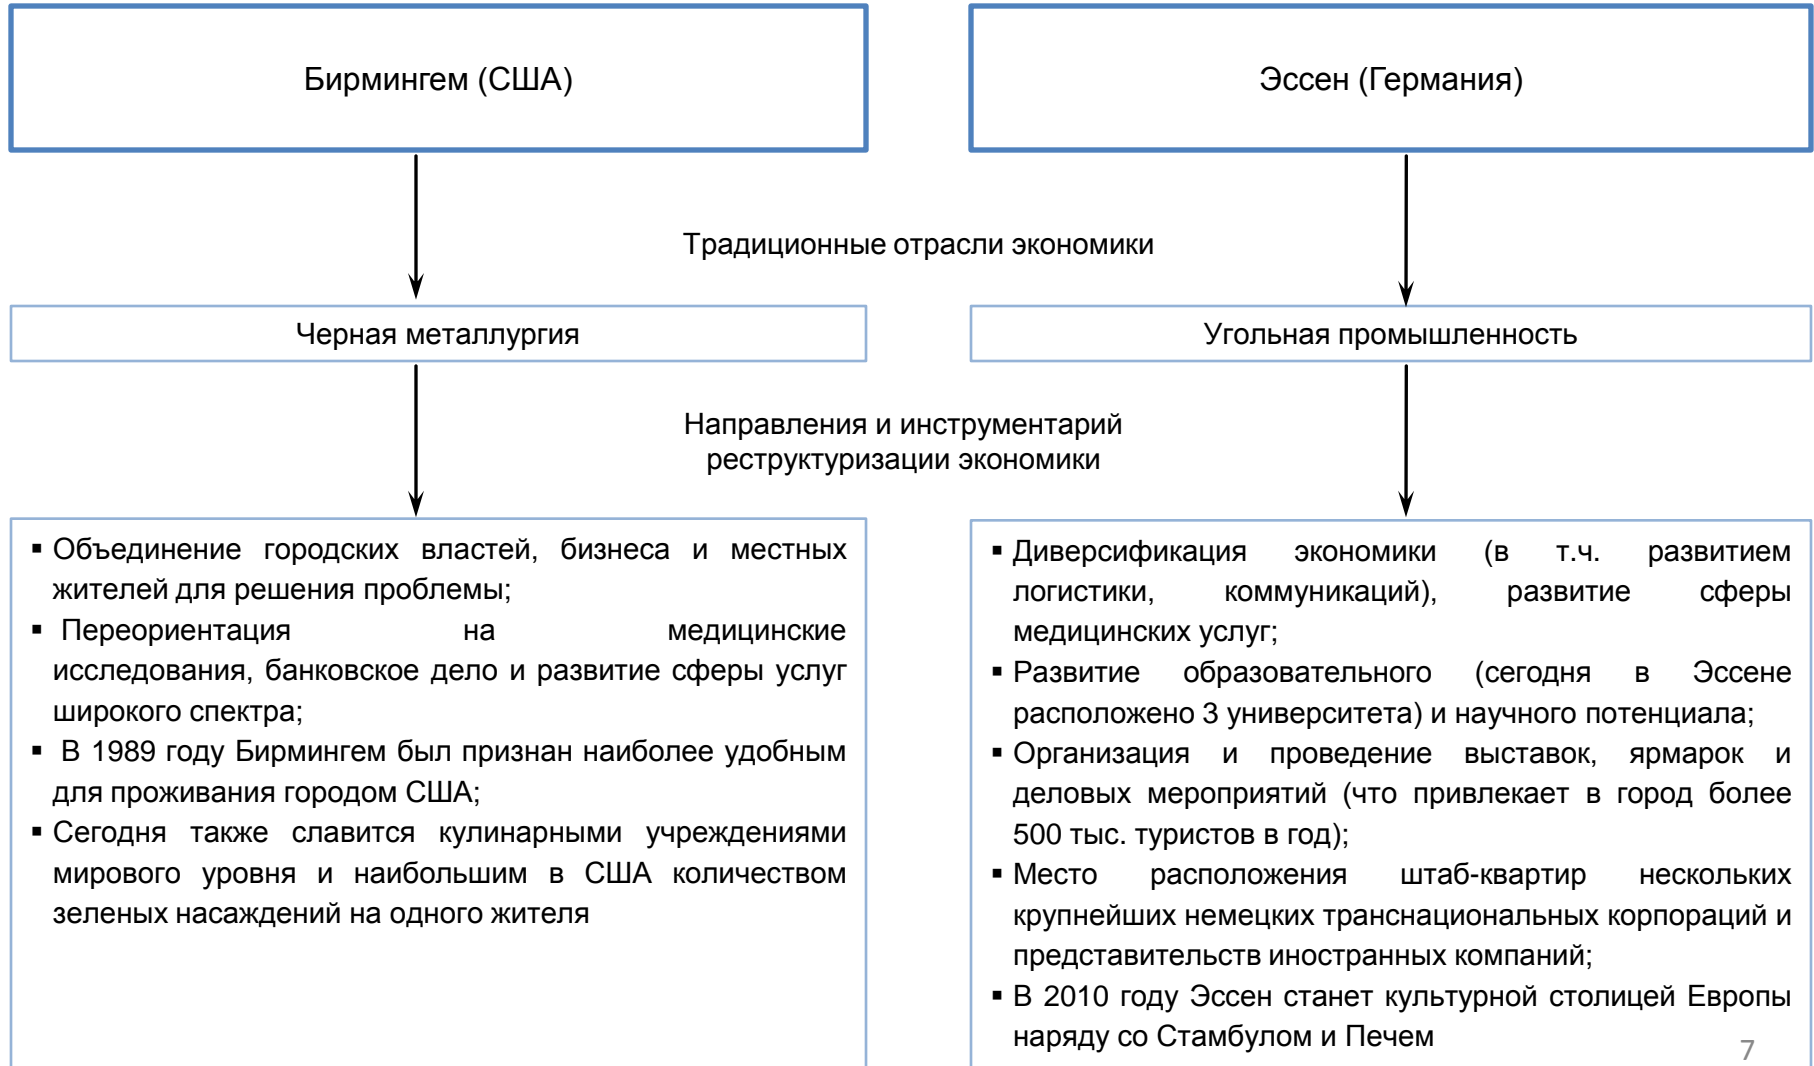 Бирмингем (США)
Эссен (Германия)
Традиционные отрасли экономики
Черная металлургия
Угольная промышленность
Направления и инструментарий
реструктуризации экономики
▪ Объединение городских властей, бизнеса и местных
жителей для решения проблемы;
▪ Переориентация на медицинские
исследования, банковское дело и развитие сферы услуг
широкого спектра;
▪ В 1989 году Бирмингем был признан наиболее удобным
для проживания городом США;
▪ Сегодня также славится кулинарными учреждениями
мирового уровня и наибольшим в США количеством
зеленых насаждений на одного жителя
▪ Диверсификация экономики (в т.ч. развитием
логистики, коммуникаций), развитие сферы
медицинских услуг;
▪ Развитие образовательного (сегодня в Эссене
расположено 3 университета) и научного потенциала;
▪ Организация и проведение выставок, ярмарок и
деловых мероприятий (что привлекает в город более
500 тыс. туристов в год);
▪ Место расположения штаб-квартир нескольких
крупнейших немецких транснациональных корпораций и
представительств иностранных компаний;
▪ В 2010 году Эссен станет культурной столицей Европы
наряду со Стамбулом и Печем
7